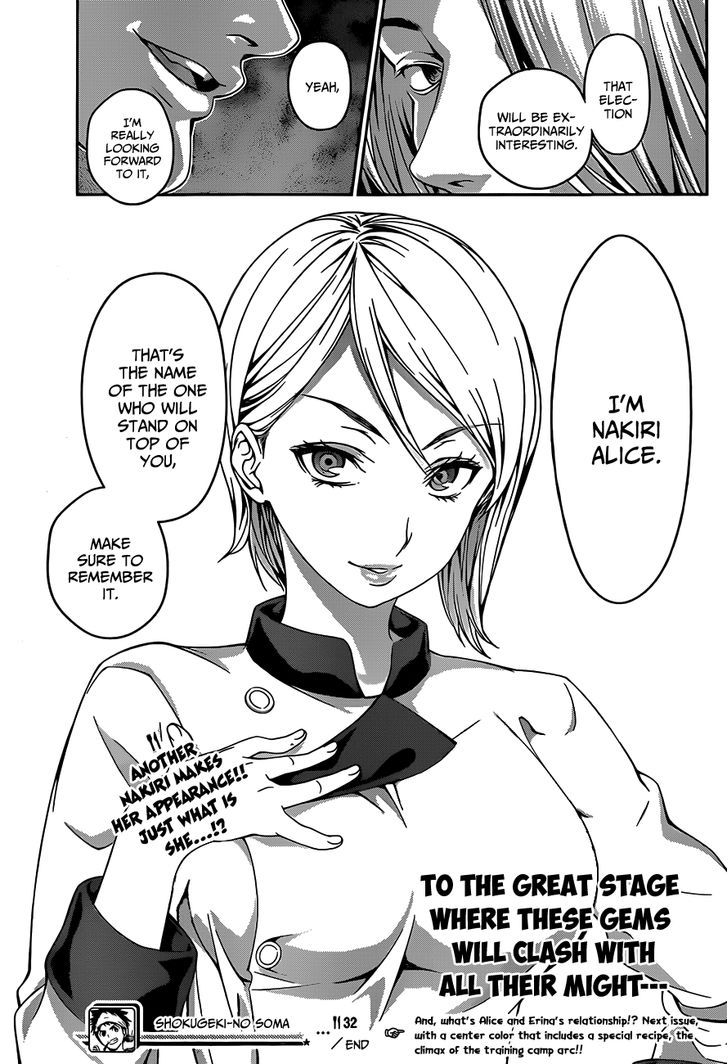 THAT
ELECTION
WILL BE EX-
TRAORDINARILY
INTERESTING.
YEAH,
I'M
REALLY
LOOKING
FORWARD
TO IT,
I'M
NAKIRI
ALICE.
THAT'S
THE NAME
OF THE ONE
WHO WILL
STAND ON
TOP OF
YOU,
MAKE
SURE TO
REMEMBER
IT.
ANOTHER
NAKIRI MAKES
HER APPEARANCE!!
JUST WHAT IS
SHE...!?
TO THE GREAT STAGE
WHERE THESE GEMS
WILL CLASH WITH
ALL THEIR MIGHT---
SHOKUGEKI-NO SOMA
... 32
/ END
And, what's Alice and Erina's relationship!? Next issue,
with a center color that includes a special recipe, the
climax of the training camp arc!!